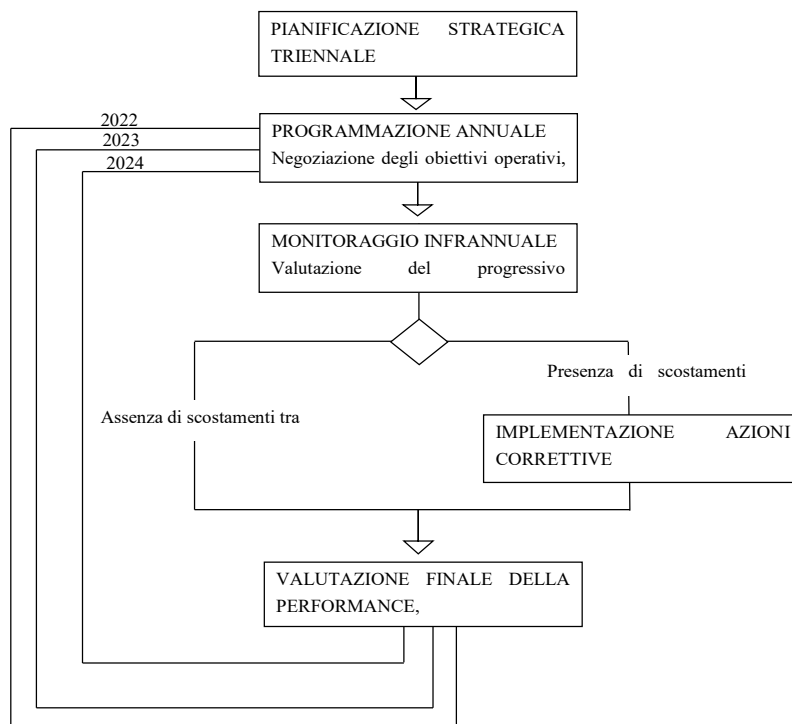 PIANIFICAZIONE STRATEGICA
TRIENNALE
2022
2023
2024
PROGRAMMAZIONE ANNUALE
Negoziazione degli obiettivi operativi,
MONITORAGGIO INFRANNUALE
Valutazione del progressivo
Presenza di scostamenti
Assenza di scostamenti tra
IMPLEMENTAZIONE AZIONI
CORRETTIVE
VALUTAZIONE FINALE DELLA
PERFORMANCE,